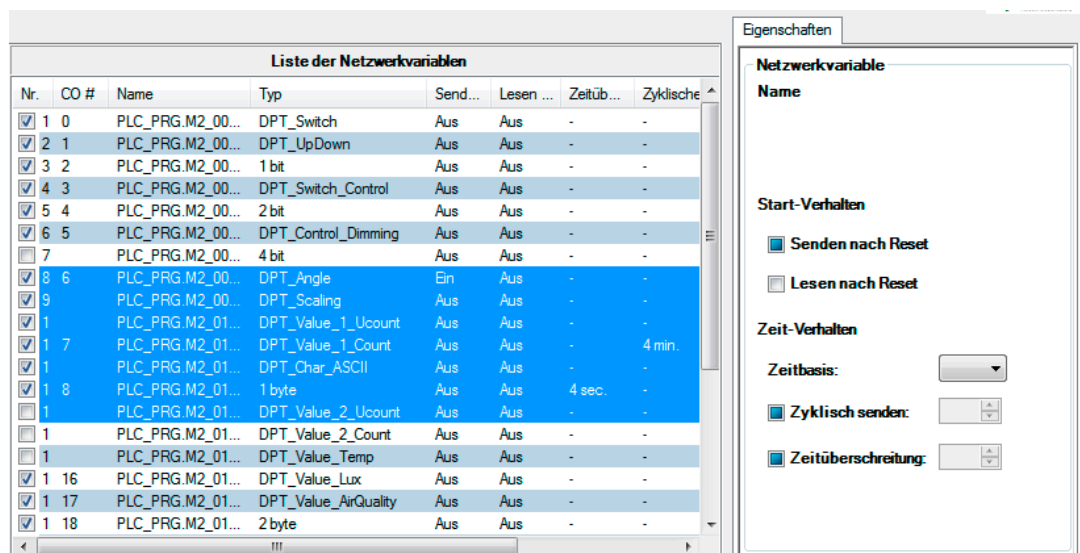 Eigenschaften
Liste der Netzwerkvariablen
Nr. CO # Name Typ Send... Lesen ... Zeitüb... Zyklische
1 0 PLC_PRG.M2_00... DPT_Switch Aus Aus - -
2 1 PLC_PRG.M2_00... DPT_UpDown Aus Aus - -
3 2 PLC_PRG.M2_00... 1 bit Aus Aus - -
4 3 PLC_PRG.M2_00... DPT_Switch_Control Aus Aus - -
5 4 PLC_PRG.M2_00... 2 bit Aus Aus - -
6 5 PLC_PRG.M2_00... DPT_Control_Dimming Aus Aus - -
7 PLC_PRG.M2_00... 4 bit Aus Aus - -
8 6 PLC_PRG.M2_00... DPT_Angle Ein Aus - -
9 PLC_PRG.M2_00... DPT_Scaling Aus Aus - -
1 PLC_PRG.M2_01... DPT_Value_1_Ucount Aus Aus - -
1 7 PLC_PRG.M2_01... DPT_Value_1_Count Aus Aus - 4 min.
1 PLC_PRG.M2_01... DPT_Char_ASCII Aus Aus - -
1 8 PLC_PRG.M2_01... 1 byte Aus Aus 4 sec. -
1 PLC_PRG.M2_01... DPT_Value_2_Ucount Aus Aus - -
1 PLC_PRG.M2_01... DPT_Value_2_Count Aus Aus - -
1 PLC_PRG.M2_01... DPT_Value_Temp Aus Aus - -
1 16 PLC_PRG.M2_01... DPT_Value_Lux Aus Aus - -
1 17 PLC_PRG.M2_01... DPT_Value_AirQuality Aus Aus - -
1 18 PLC_PRG.M2_01... 2 byte Aus Aus - -
Netzwerkvariable
Name
Start-Verhalten
Senden nach Reset
Lesen nach Reset
Zeit-Verhalten
Zeitbasis:
Zyklisch senden:
Zeitüberschreitung: